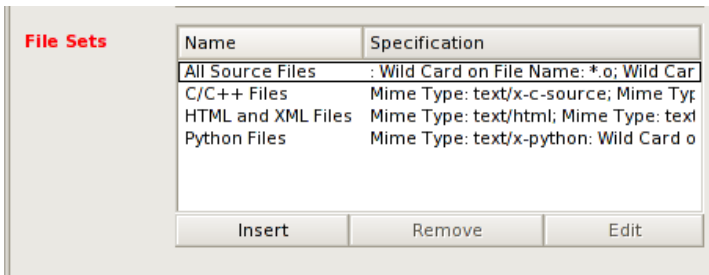 File Sets
Name Specification
All Source Files : Wild Card on File Name: *.o; Wild Car
C/C++ Files Mime Type: text/x-c-source; Mime Typ
HTML and XML Files Mime Type: text/html; Mime Type: text
Python Files Mime Type: text/x-python: Wild Card o
Insert Remove Edit